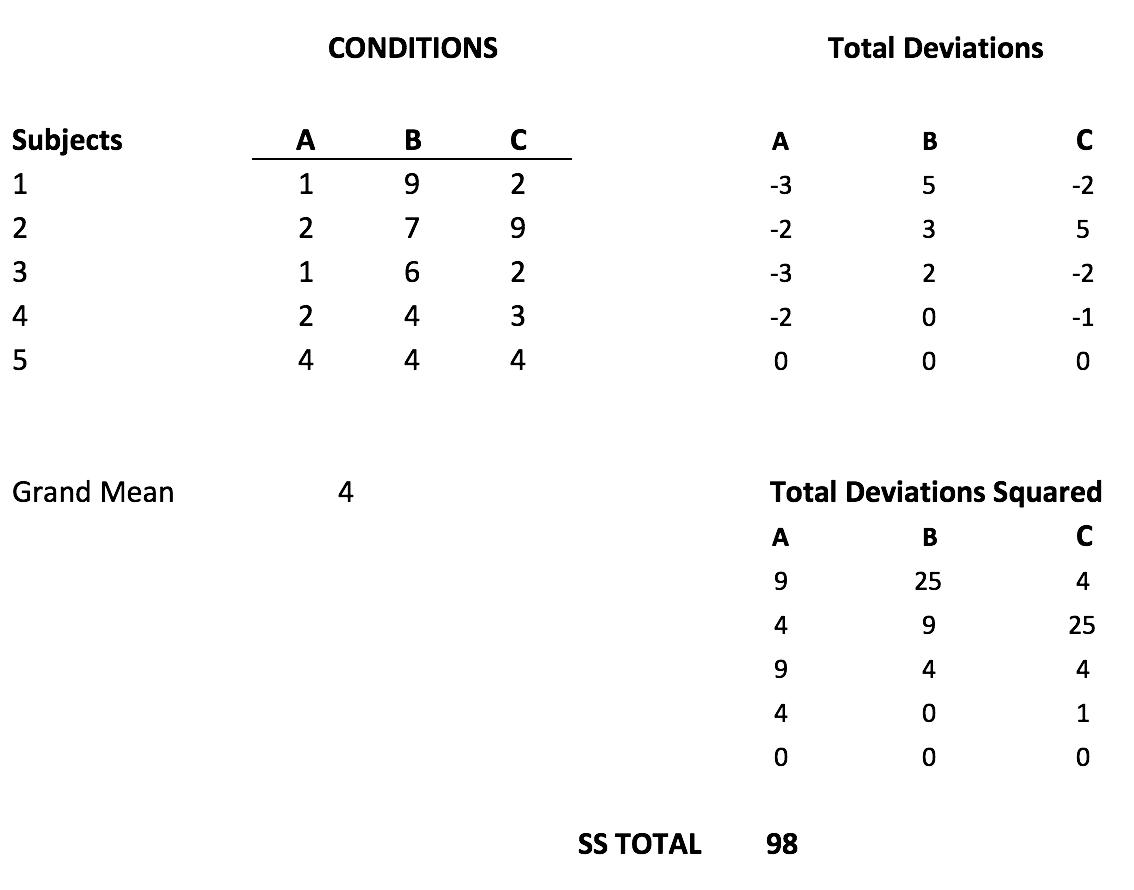 CONDITIONS Total Deviations
Subjects A B C A B C
1 1 9 2 -3 5 -2
2 2 7 9 -2 3 5
3 1 6 2 -3 2 -2
4 2 4 3 -2 0 -1
5 4 4 4 0 0 0
Grand Mean 4 Total Deviations Squared
A B C
9 25 4
4 9 25
9 4 4
4 0 1
0 0 0
SS TOTAL 98